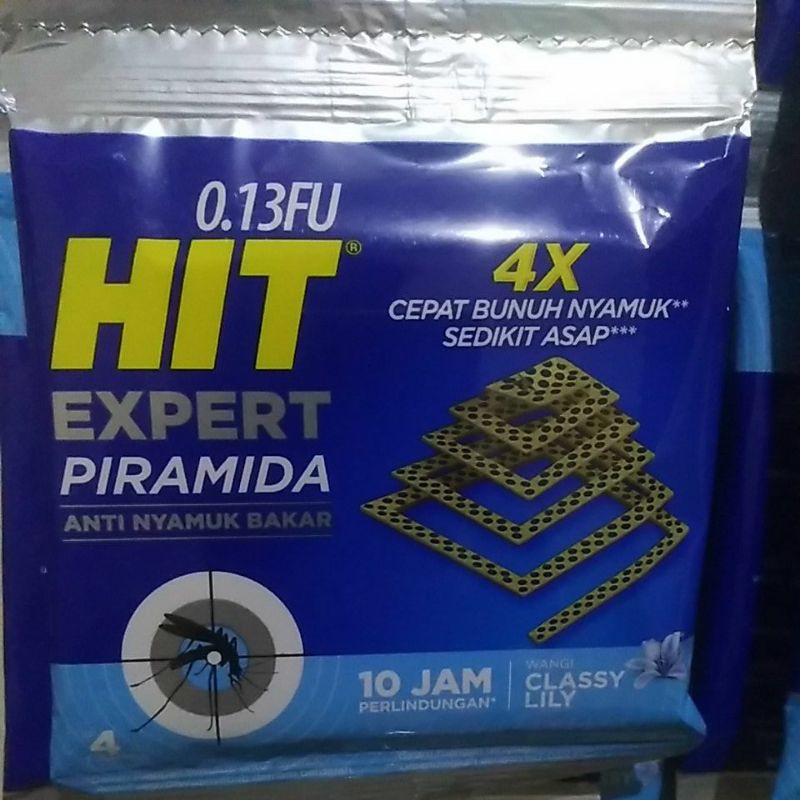 0.13FU
HIT®
EXPERT
PIRAMIDA
ANTI NYAMUK BAKAR
4X
CEPAT BUNUH NYAMUK**
SEDIKIT ASAP***
10 JAM
PERLINDUNGAN*
WANGI
CLASSY
LILY
4